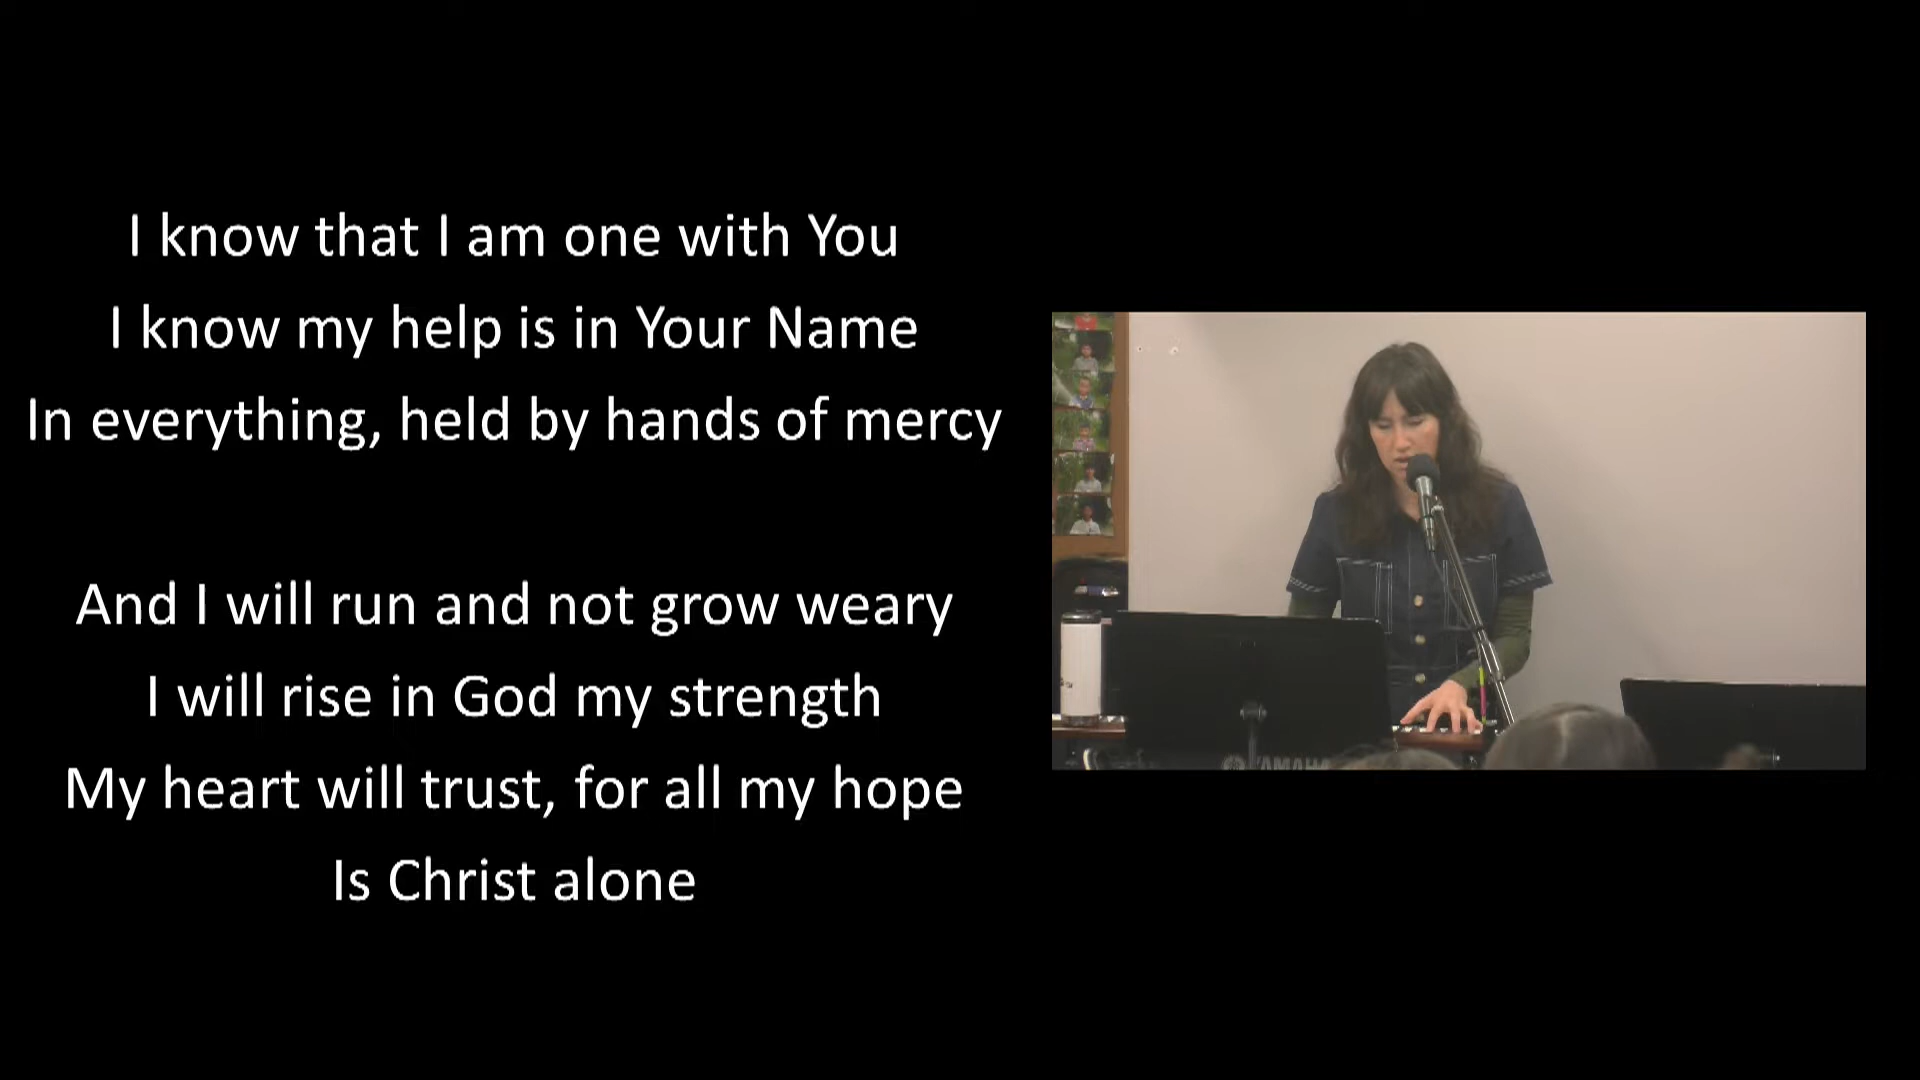 I know that I am one with You
I know my help is in Your Name
In everything, held by hands of mercy
And I will run and not grow weary
I will rise in God my strength
My heart will trust, for all my hope
Is Christ alone
YAMAHA